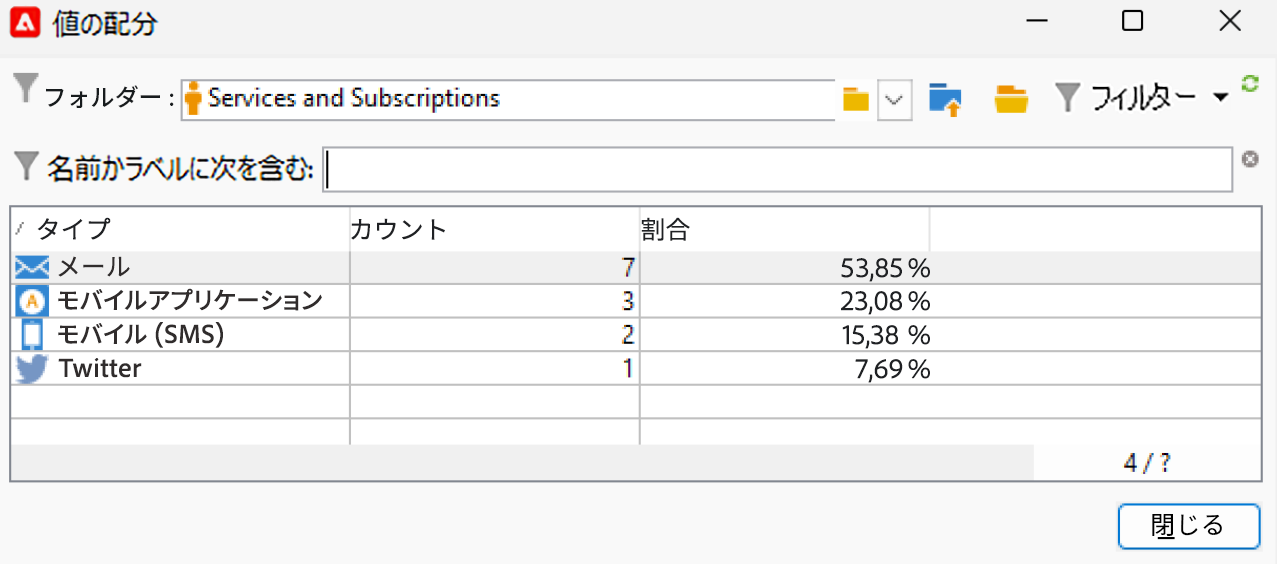 値の配分
フォルダー : Services and Subscriptions フィルター
名前かラベルに次を含む:
/ タイプ カウント 割合
メール 7 53,85 %
モバイルアプリケーション 3 23,08 %
モバイル (SMS) 2 15,38 %
Twitter 1 7,69 %
4 / ?
閉じる